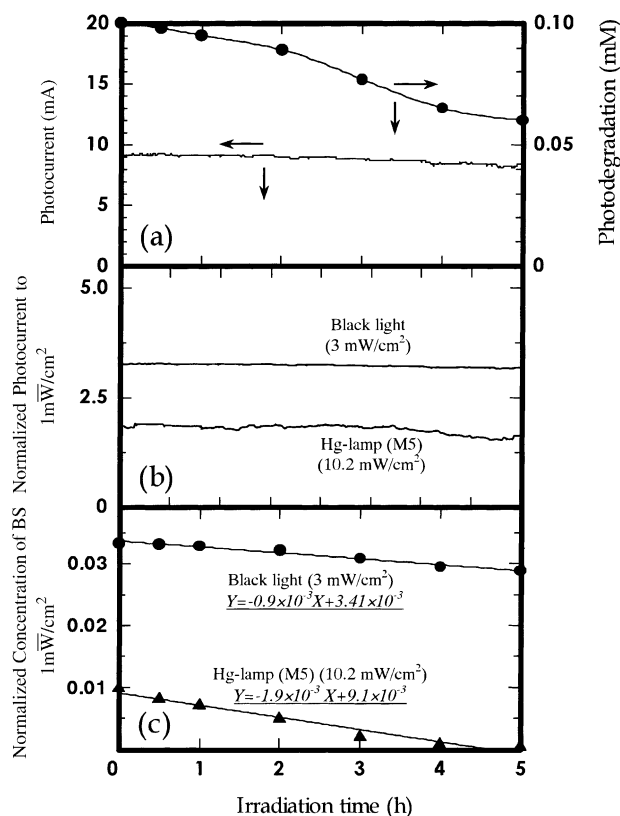 20
15
10
5
0
Photocurrent (mA)
0.10
0.05
0
Photodegradation (mM)
(a)
5.0
2.5
0
Normalized Photocurrent to
1mW/cm2
Black light
(3 mW/cm2)
Hg-lamp (M5)
(10.2 mW/cm2)
(b)
0.03
0.02
0.01
Normalized Concentration of BS
1mW/cm2
Black light (3 mW/cm2)
Y=-0.9×10-3X+3.41×10-3
Hg-lamp (M5) (10.2 mW/cm2)
Y=-1.9×10-3 X+9.1×10-3
(c)
0 1 2 3 4 5
Irradiation time (h)